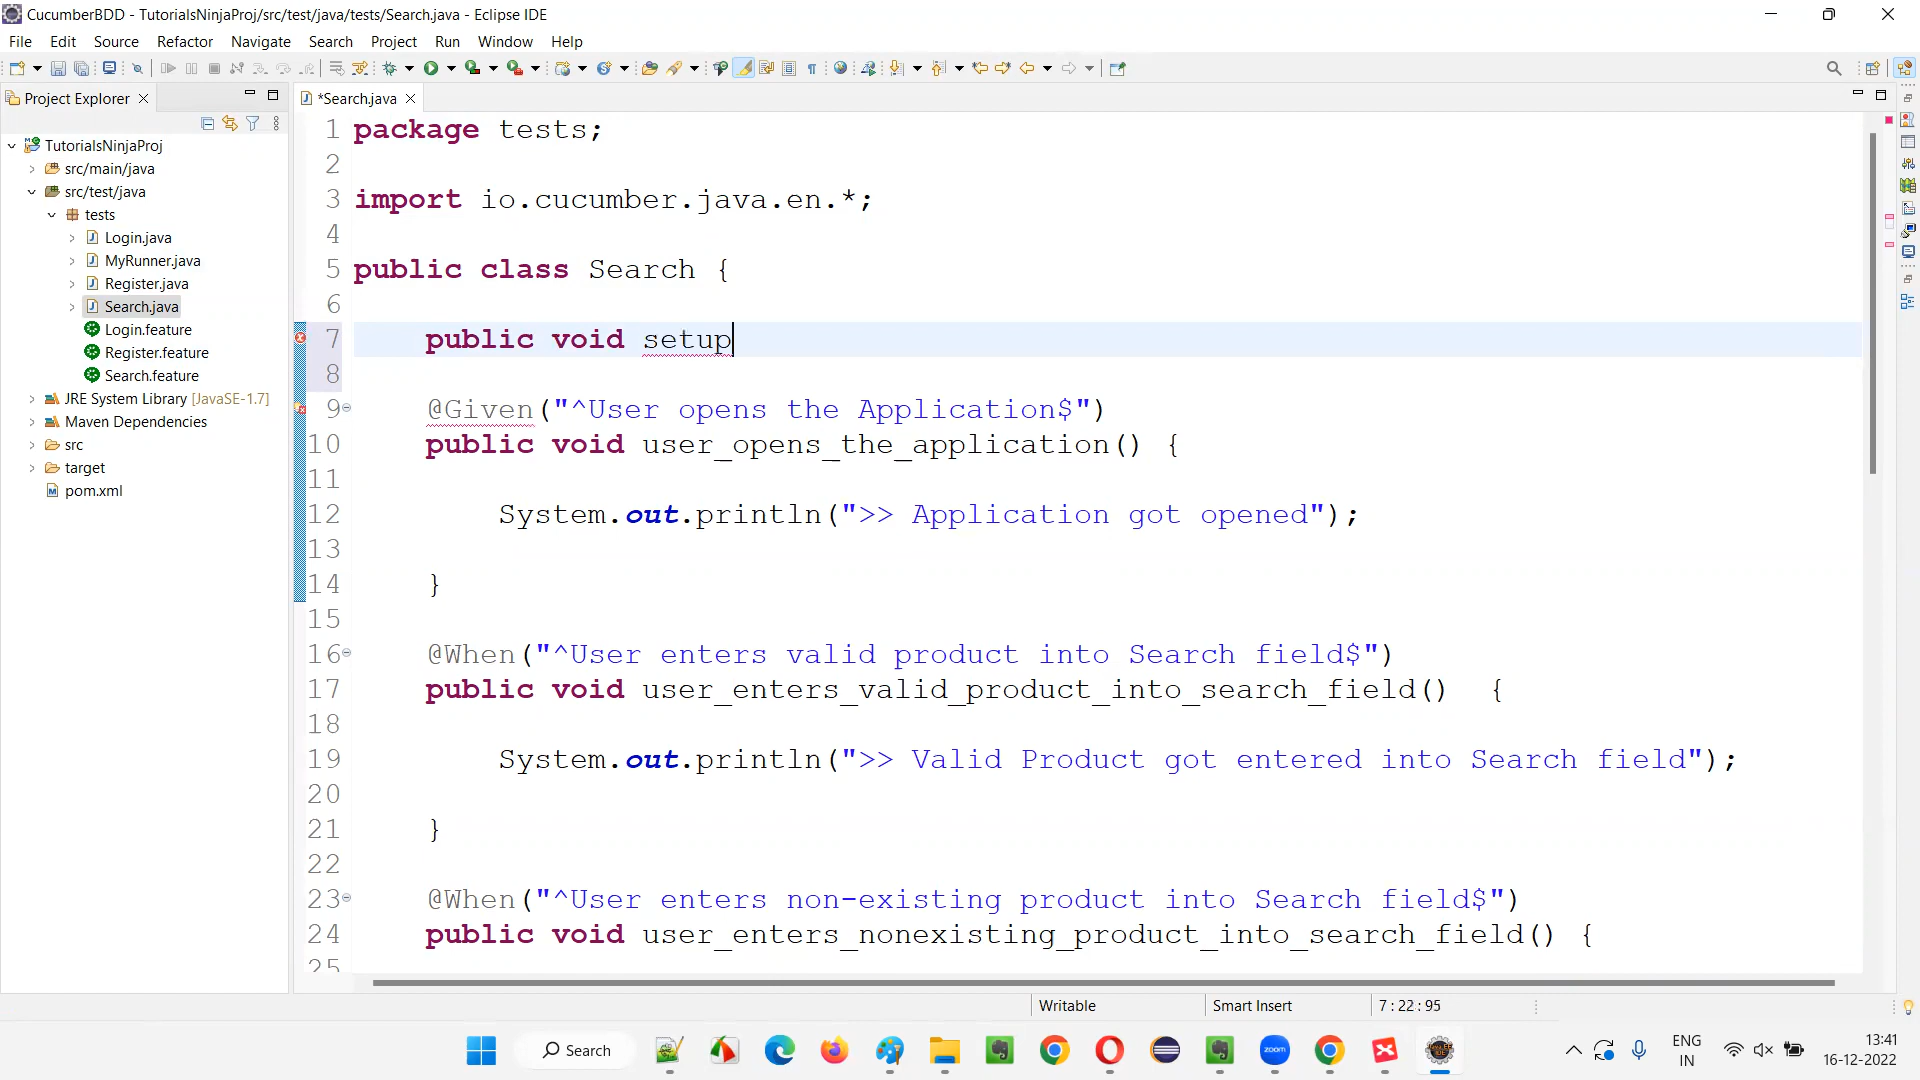 CucumberBDD - TutorialsNinjaProj/src/test/java/tests/Search.java - Eclipse IDE
File Edit Source Refactor Navigate Search Project Run Window Help
Project Explorer
*Search.java
TutorialsNinjaProj
src/main/java
src/test/java
tests
Login.java
MyRunner.java
Register.java
Search.java
Login.feature
Register.feature
Search.feature
JRE System Library [JavaSE-1.7]
Maven Dependencies
src
target
pom.xml
1 package tests;
2
3 import io.cucumber.java.en.*;
4
5 public class Search {
6
7 public void setup
8
9 @Given("^User opens the Application$")
10 public void user_opens_the_application() {
11
12 System.out.println(">> Application got opened");
13
14 }
15
16 @When("^User enters valid product into Search field$")
17 public void user_enters_valid_product_into_search_field() {
18
19 System.out.println(">> Valid Product got entered into Search field");
20
21 }
22
23 @When("^User enters non-existing product into Search field$")
24 public void user_enters_nonexisting_product_into_search_field() {
25
Writable Smart Insert 7 : 22 : 95
Search
zoom
ENG
IN
13:41
16-12-2022